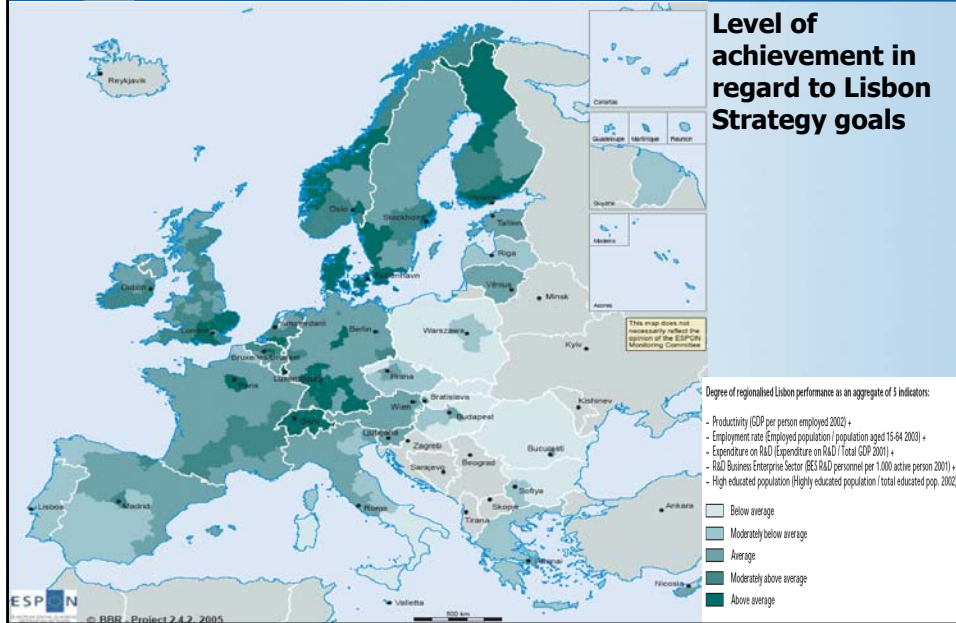 Level of
achievement in
regard to Lisbon
Strategy goals
Reykjavik
Canarias
Guadeloupe Martinique Reunion
Guyane
Madeira
Acores
Oslo
Stockholm
Tallinn
Riga
Vilnius
Minsk
Dublin
London
Amsterdam
Berlin
Warszawa
Kyiv
This map does not
necessarily reflect the
opinion of the ESPON
Monitoring Committee
Luxembourg
Paris
Praha
Kishinev
Bratislava
Wien
Budapest
Bern
Ljubljana
Zagreb
Bucuresti
Beograd
Sarajevo
Sofiya
Skopje
Tirana
Roma
Madrid
Lisboa
Ankara
Athinai
Nicosia
Valletta
500 km
ESPON
© BBR - Project 2.4.2, 2005
Degree of regionalised Lisbon performance as an aggregate of 5 indicators:
- Productivity (GDP per person employed 2002) +
- Employment rate (Employed population / population aged 15-64 2003) +
- Expenditure on R&D (Expenditure on R&D / Total GDP 2001) +
- R&D Business Enterprise Sector (BES R&D personnel per 1.000 active person 2001) +
- High educated population (Highly educated population / total educated pop. 2002)
Below average
Moderately below average
Average
Moderately above average
Above average